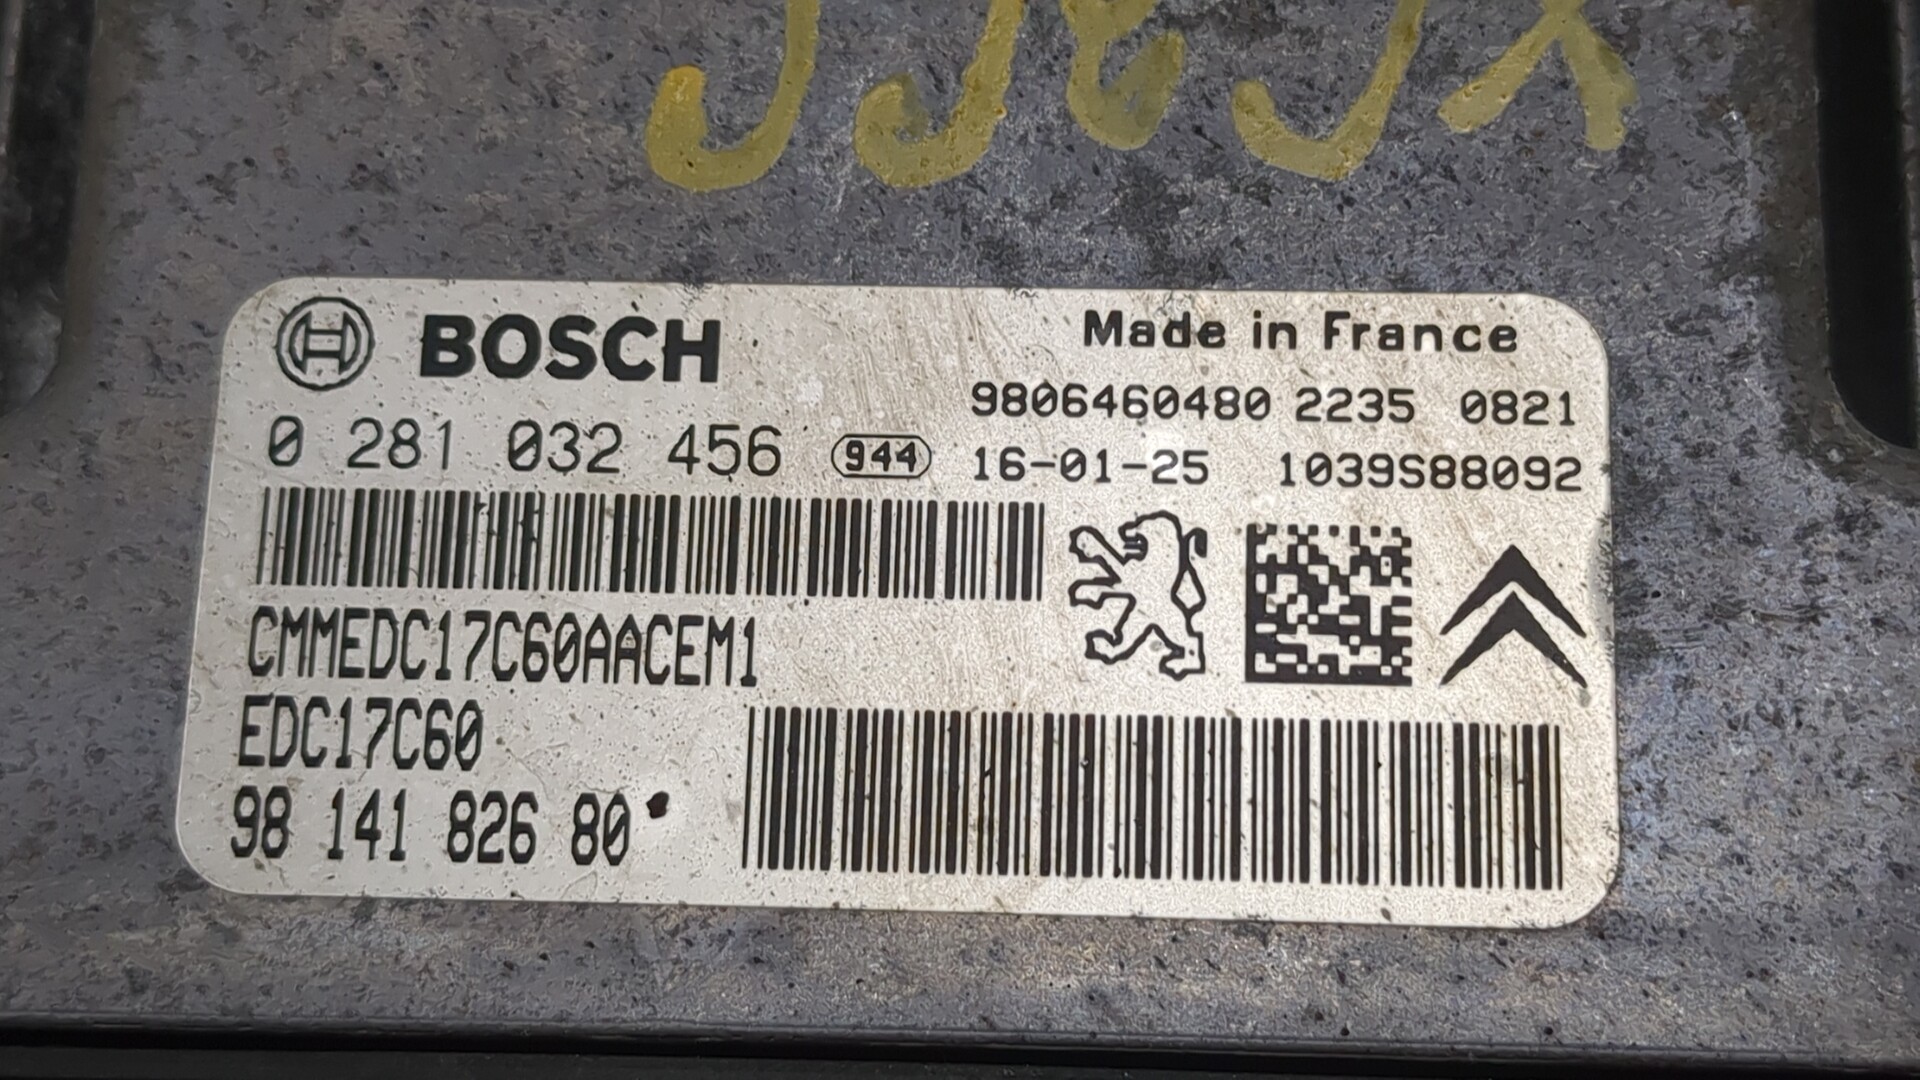 BOSCH
Made in France
9806460480 2235 0821
0 281 032 456 944 16-01-25 1039S88092
CMMEDC17C60AACEM1
EDC17C60
98 141 826 80